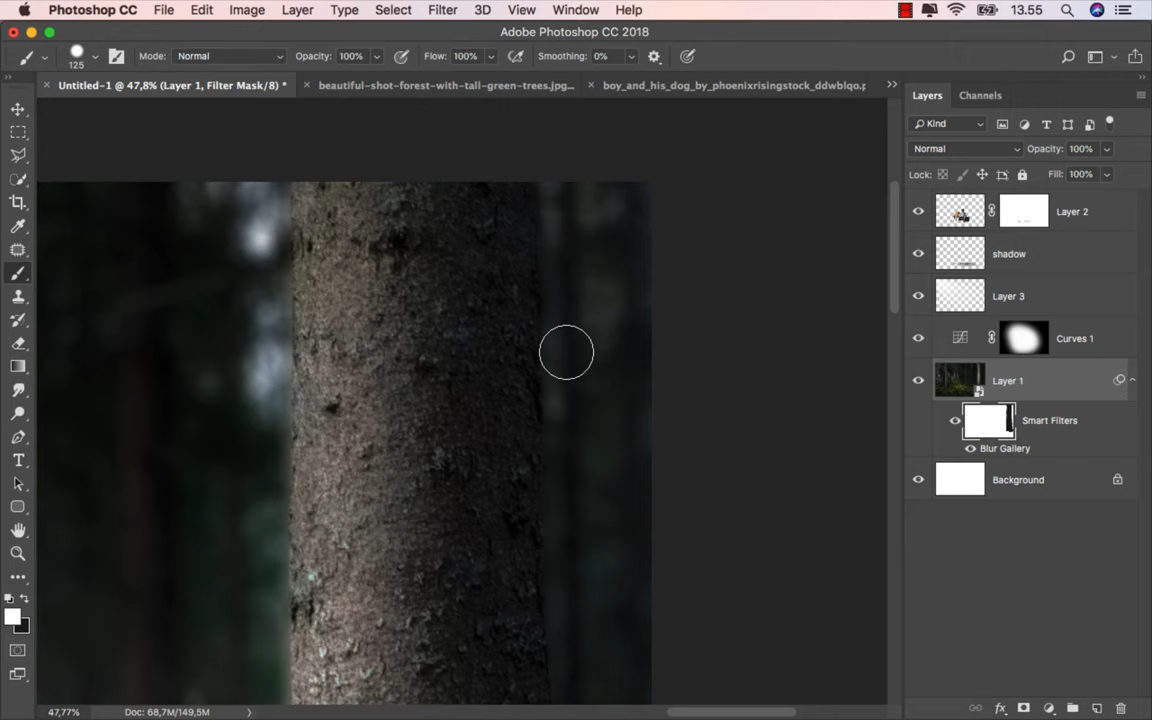 Photoshop CC File Edit Image Layer Type Select Filter 3D View Window Help 13.55
Adobe Photoshop CC 2018
125 Mode: Normal Opacity: 100% Flow: 100% Smoothing: 0%
Untitled-1 @ 47,8% (Layer 1, Filter Mask/8) * beautiful-shot-forest-with-tall-green-trees.jpg... boy_and_his_dog_by_phoenixrisingstock_ddwblqo.p
Layers Channels
Kind
Normal Opacity: 100%
Lock: Fill: 100%
Layer 2
shadow
Layer 3
Curves 1
Layer 1
Smart Filters
Blur Gallery
Background
47,77% Doc: 68,7M/149,5M